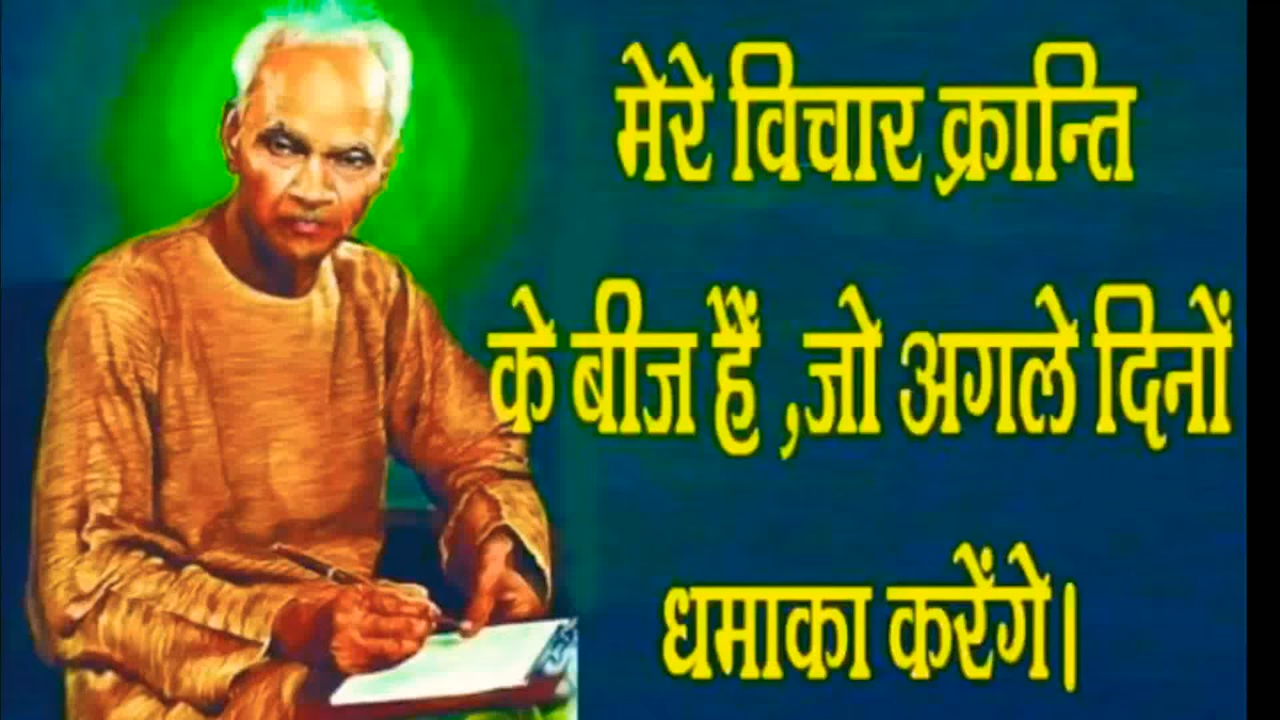 मेरे विचार क्रान्ति
के बीज हैं ,जो अगले दिनों
धमाका करेंगे।